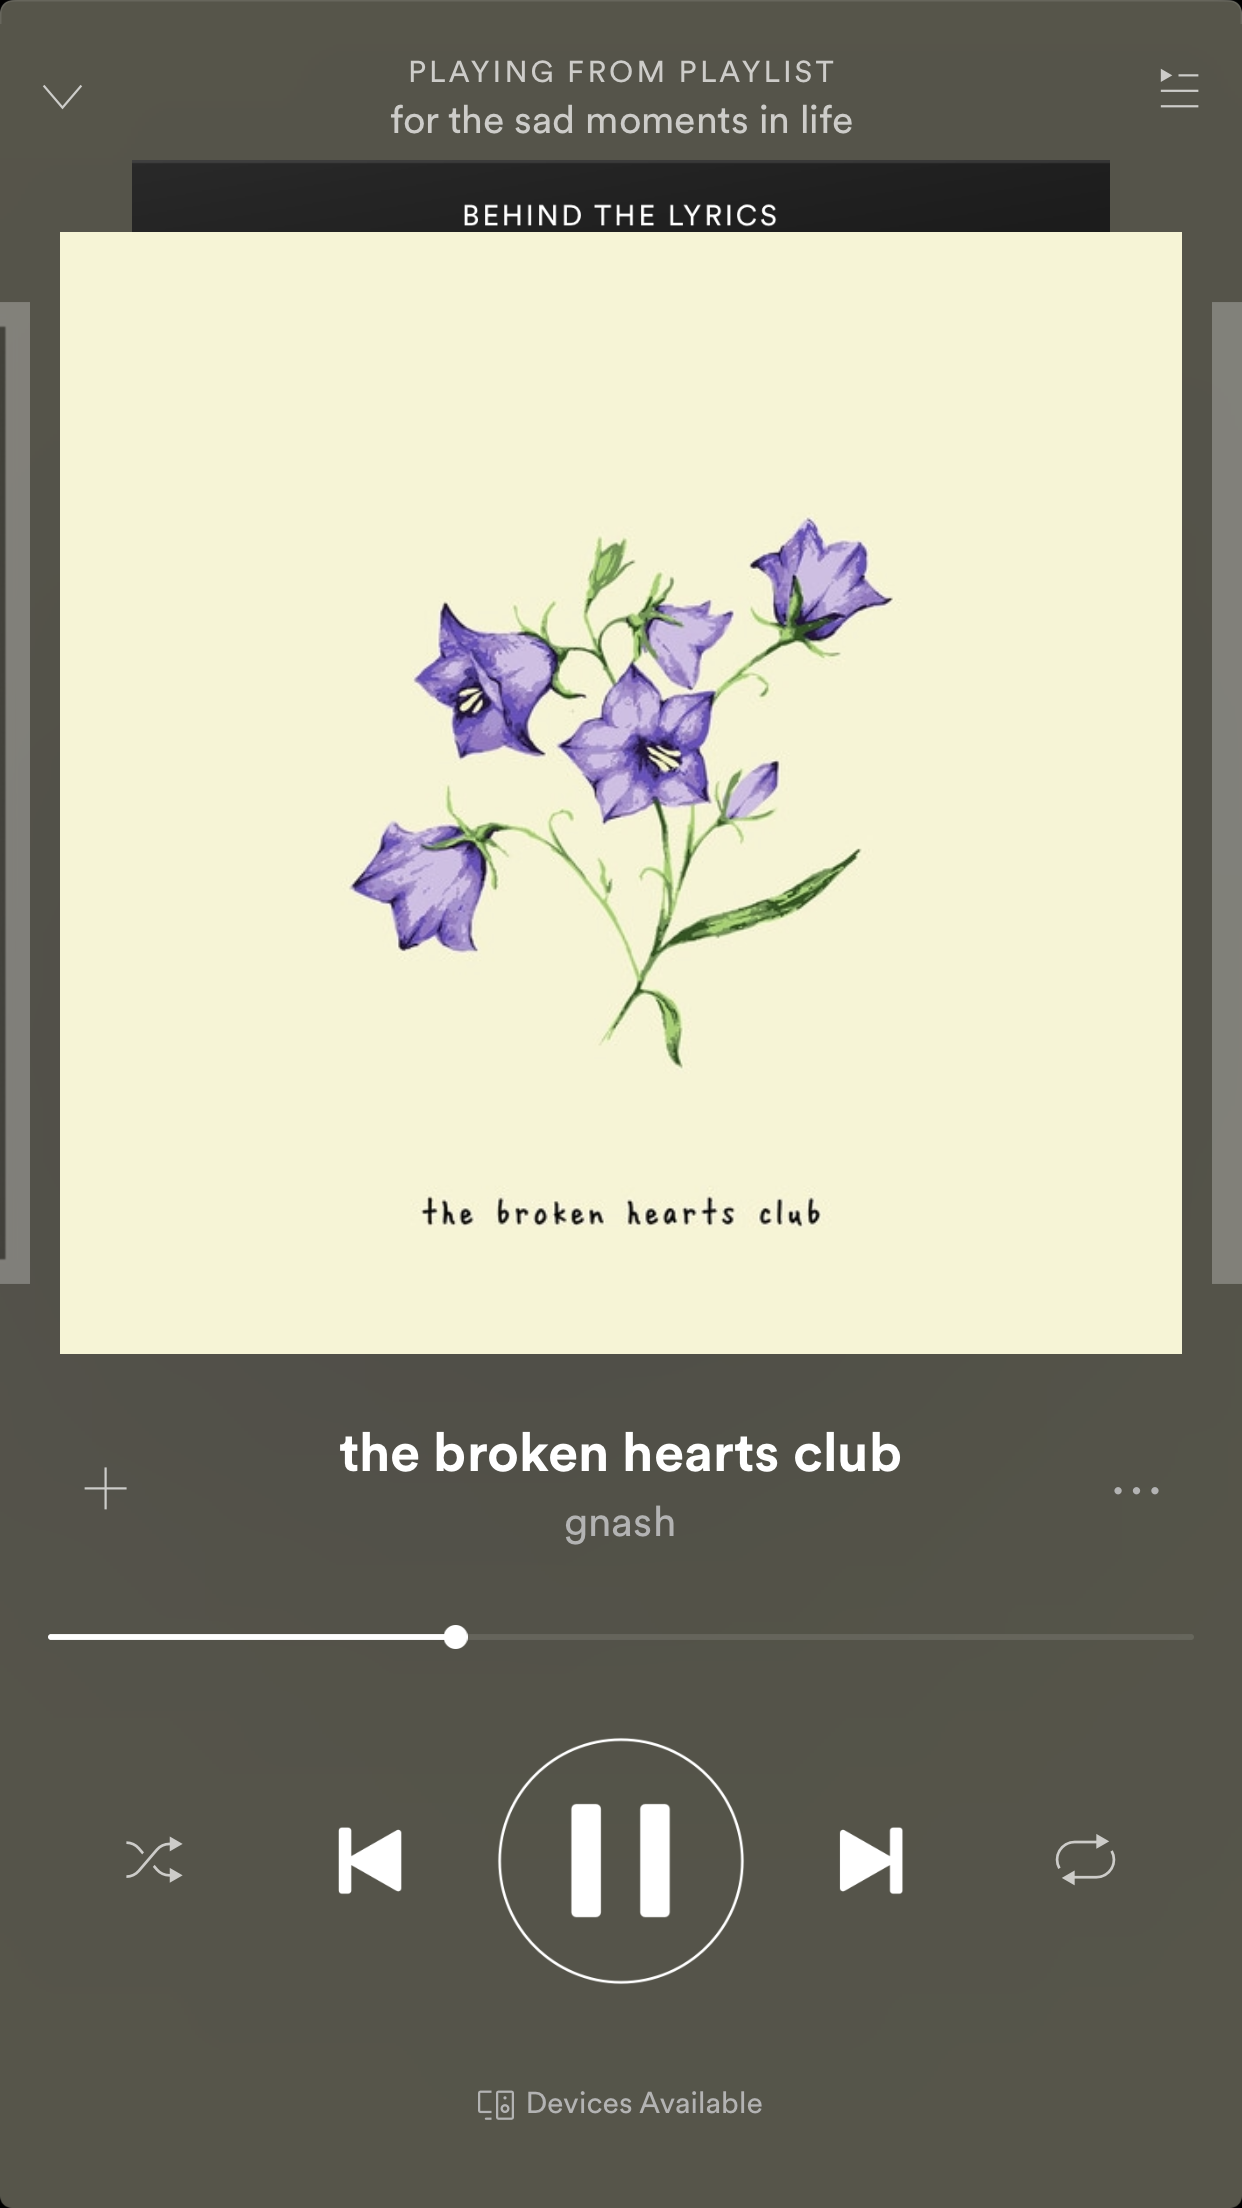 PLAYING FROM PLAYLIST
for the sad moments in life
BEHIND THE LYRICS
the broken hearts club
the broken hearts club
gnash
Devices Available